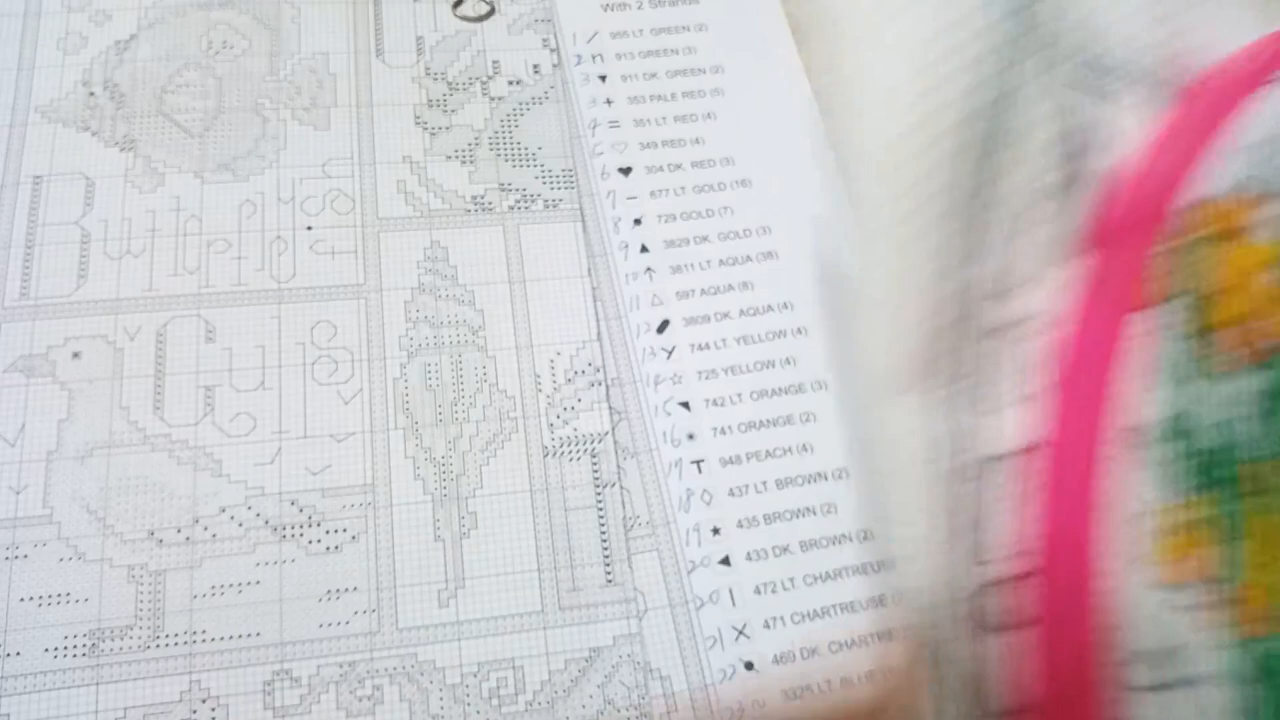 With 2 Strands
1 / 955 LT GREEN (2)
2 n 913 GREEN (3)
3 ▼ 911 DK. GREEN (2)
3 + 353 PALE RED (5)
4 = 351 LT. RED (4)
5 ♡ 349 RED (4)
6 ♥ 304 DK. RED (3)
7 – 677 LT. GOLD (16)
8 729 GOLD (7)
9 ▲ 3829 DK. GOLD (3)
10 ↑ 3811 LT. AQUA (38)
11 △ 597 AQUA (8)
12 3809 DK. AQUA (4)
13 Y 744 LT. YELLOW (4)
14 ☆ 725 YELLOW (4)
15 ◥ 742 LT. ORANGE (3)
16 741 ORANGE (2)
17 T 948 PEACH (4)
18 ◇ 437 LT. BROWN (2)
19 ★ 435 BROWN (2)
20 ◀ 433 DK. BROWN (2)
20 | 472 LT. CHARTREUSE
21 X 471 CHARTREUSE
22 469 DK. CHARTRE
23 3325 LT. BLUE
Butterflies
Gulls